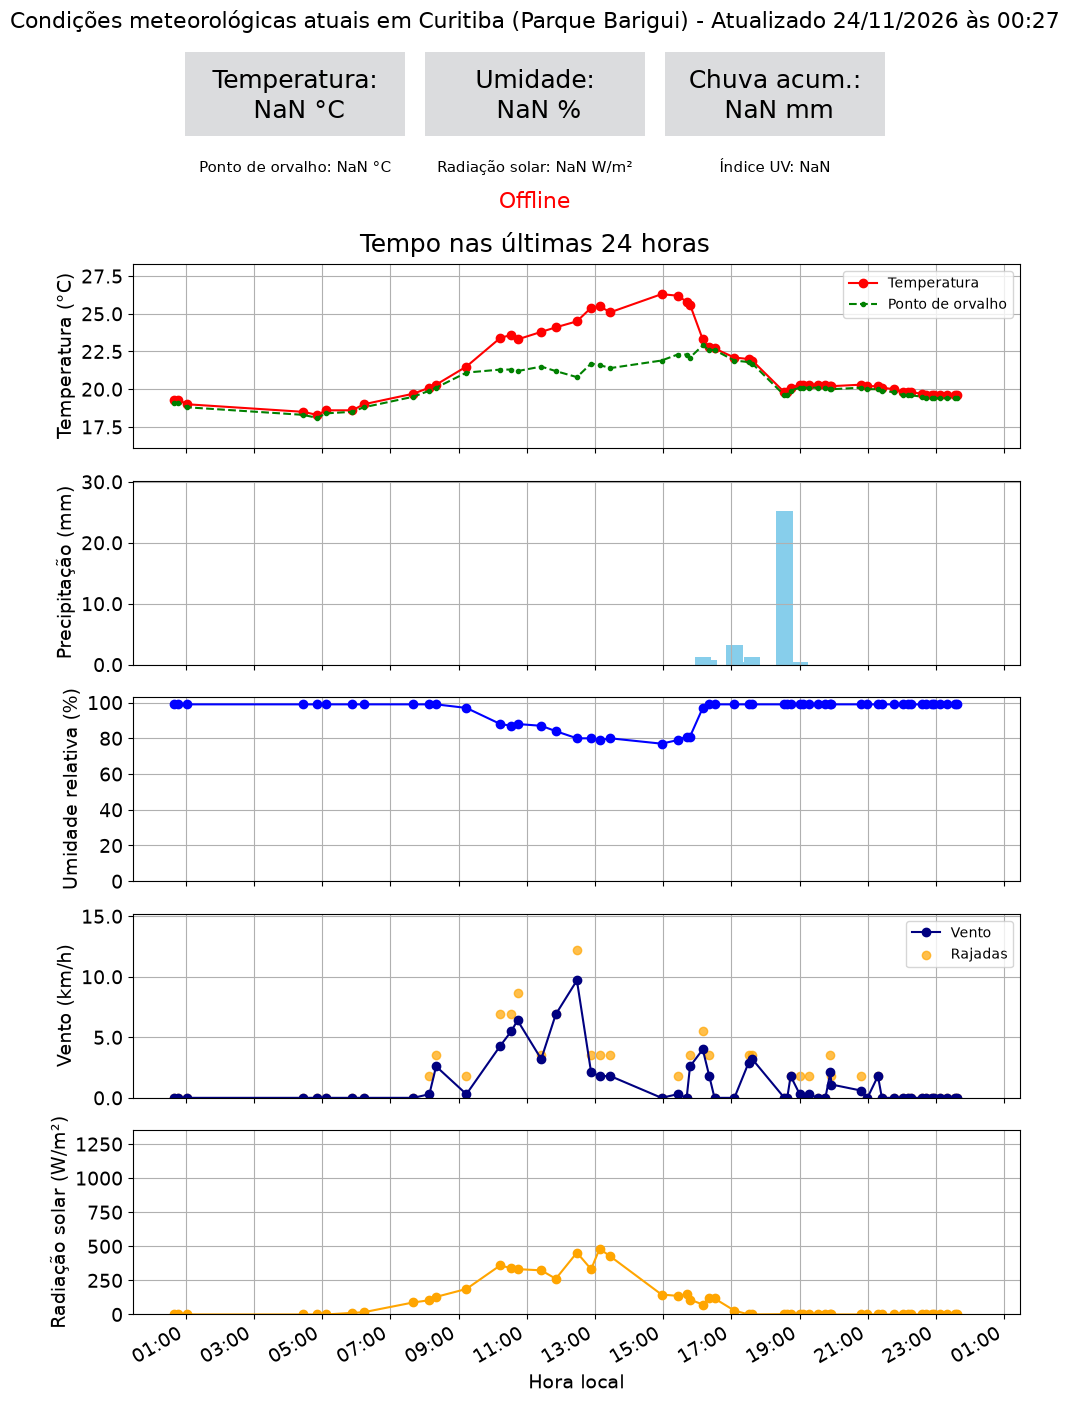 Condições meteorológicas atuais em Curitiba (Parque Barigui) - Atualizado 24/11/2026 às 00:27
Temperatura:
NaN °C
Umidade:
NaN %
Chuva acum.:
NaN mm
Ponto de orvalho: NaN °C
Radiação solar: NaN W/m²
Índice UV: NaN
Offline
Tempo nas últimas 24 horas
Temperatura (°C)
27.5
25.0
22.5
20.0
17.5
Temperatura
Ponto de orvalho
Precipitação (mm)
30.0
20.0
10.0
0.0
Umidade relativa (%)
100
80
60
40
20
0
Vento (km/h)
15.0
10.0
5.0
0.0
Vento
Rajadas
Radiação solar (W/m²)
1250
1000
750
500
250
0
01:00
03:00
05:00
07:00
09:00
11:00
13:00
15:00
17:00
19:00
21:00
23:00
01:00
Hora local